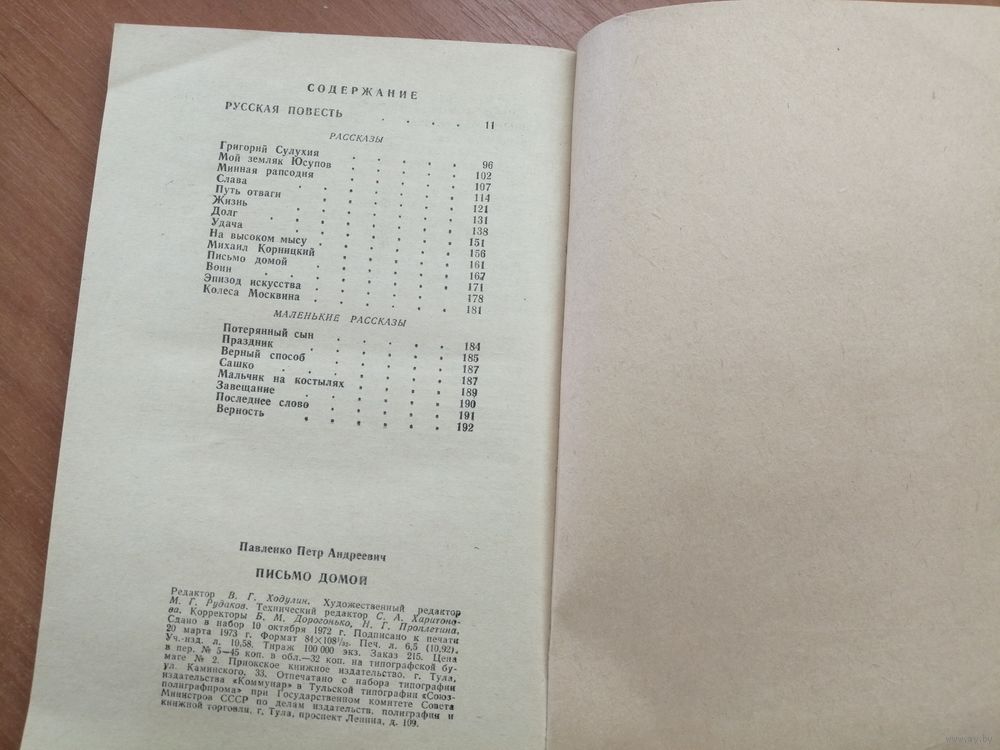 СОДЕРЖАНИЕ
РУССКАЯ ПОВЕСТЬ . . . . . 11
РАССКАЗЫ
Григорий Сулухия . . . . . 96
Мой земляк Юсупов . . . . . 102
Минная рапсодия . . . . . 107
Слава . . . . . 114
Путь отваги . . . . . 121
Жизнь . . . . . 131
Долг . . . . . 138
Удача . . . . . 151
На высоком мысу . . . . . 156
Михаил Корницкий . . . . . 161
Письмо домой . . . . . 167
Воин . . . . . 171
Эпизод искусства . . . . . 178
Колеса Москвина . . . . . 181
МАЛЕНЬКИЕ РАССКАЗЫ
Потерянный сын . . . . . 184
Праздник . . . . . 185
Верный способ . . . . . 187
Сашко . . . . . 187
Мальчик на костылях . . . . . 189
Завещание . . . . . 190
Последнее слово . . . . . 191
Верность . . . . . 192
Павленко Петр Андреевич
ПИСЬМО ДОМОЙ
Редактор В. Г. Ходулин. Художественный редактор
М. Г. Рудаков. Технический редактор С. А. Харитоно-
ва. Корректоры Б. М. Дорогонько, Н. Г. Проплетина.
Сдано в набор 10 октября 1972 г. Подписано к печати
20 марта 1973 г. Формат 84×108¹/₃₂. Печ. л. 6,5 (10,92).
Уч.-изд. л. 10,58. Тираж 100 000 экз. Заказ 215. Цена
в пер. № 5—45 коп. в обл.—32 коп. на типографской бу-
маге № 2. Приокское книжное издательство, г. Тула,
ул. Каминского, 33. Отпечатано с набора типографии
издательства «Коммунар» в Тульской типографии «Союз-
полиграфпрома» при Государственном комитете Совета
Министров СССР по делам издательств, полиграфии и
книжной торговли, г. Тула, проспект Ленина, д. 109.
www.ay.by